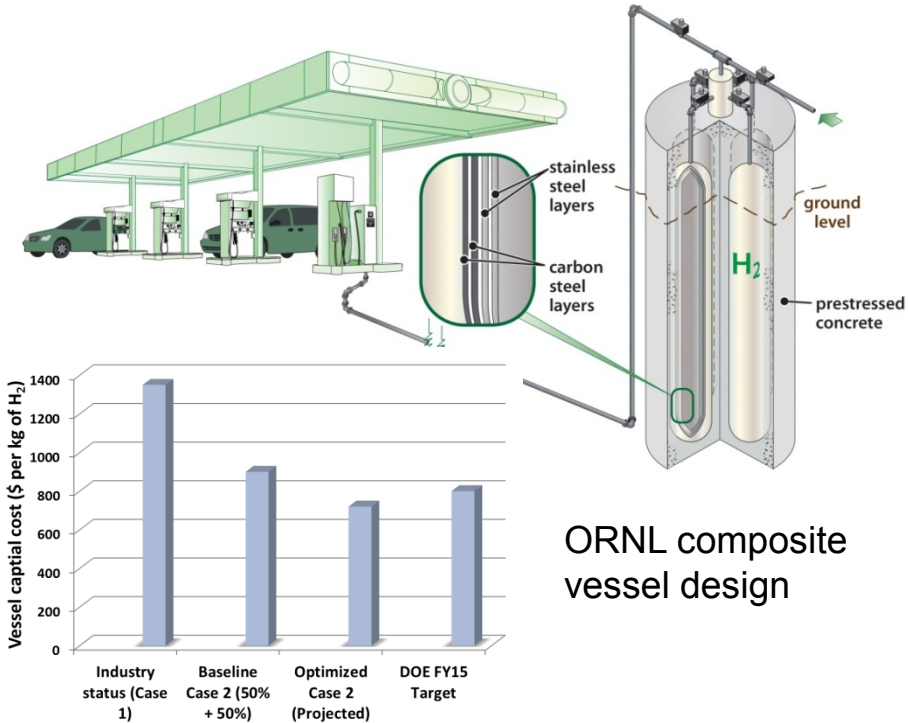 stainless
steel
layers
carbon
steel
layers
ground
level
H₂
prestressed
concrete
Vessel captial cost ($ per kg of H₂)
1400
1200
1000
800
600
400
200
0
Industry
status (Case
1)
Baseline
Case 2 (50%
+ 50%)
Optimized
Case 2
(Projected)
DOE FY15
Target
ORNL composite
vessel design